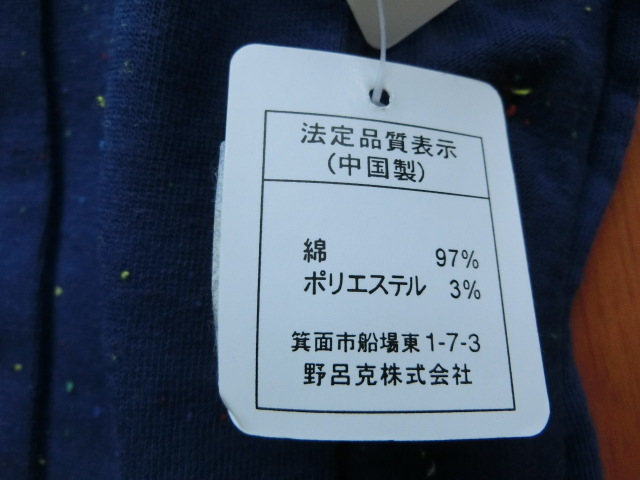 法定品質表示
(中国製)
綿 97%
ポリエステル 3%
箕面市船場東1-7-3
野呂克株式会社